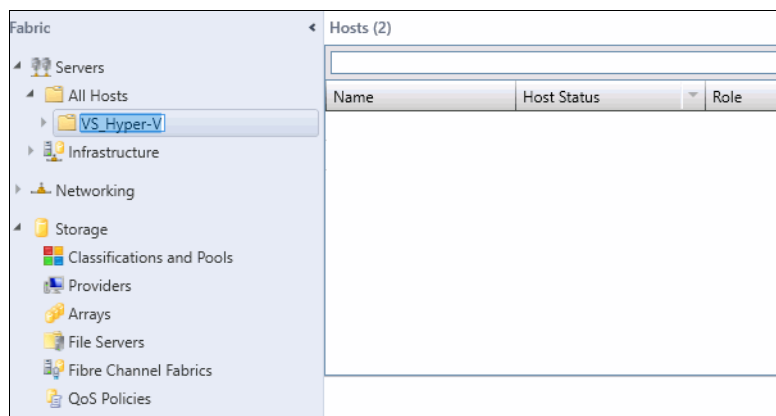 Fabric
Servers
All Hosts
VS_Hyper-V
Infrastructure
Networking
Storage
Classifications and Pools
Providers
Arrays
File Servers
Fibre Channel Fabrics
QoS Policies
Hosts (2)
Name Host Status Role